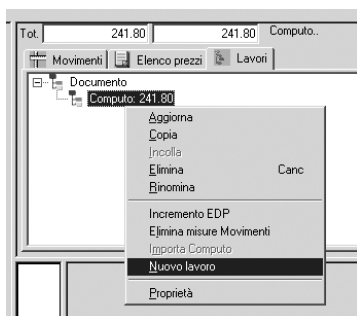 Tot. 241.80 241.80 Computo..
Movimenti Elenco prezzi Lavori
Documento
Computo: 241.80
Aggiorna
Copia
Incolla
Elimina Canc
Rinomina
Incremento EDP
Elimina misure Movimenti
Importa Computo
Nuovo lavoro
Proprietà